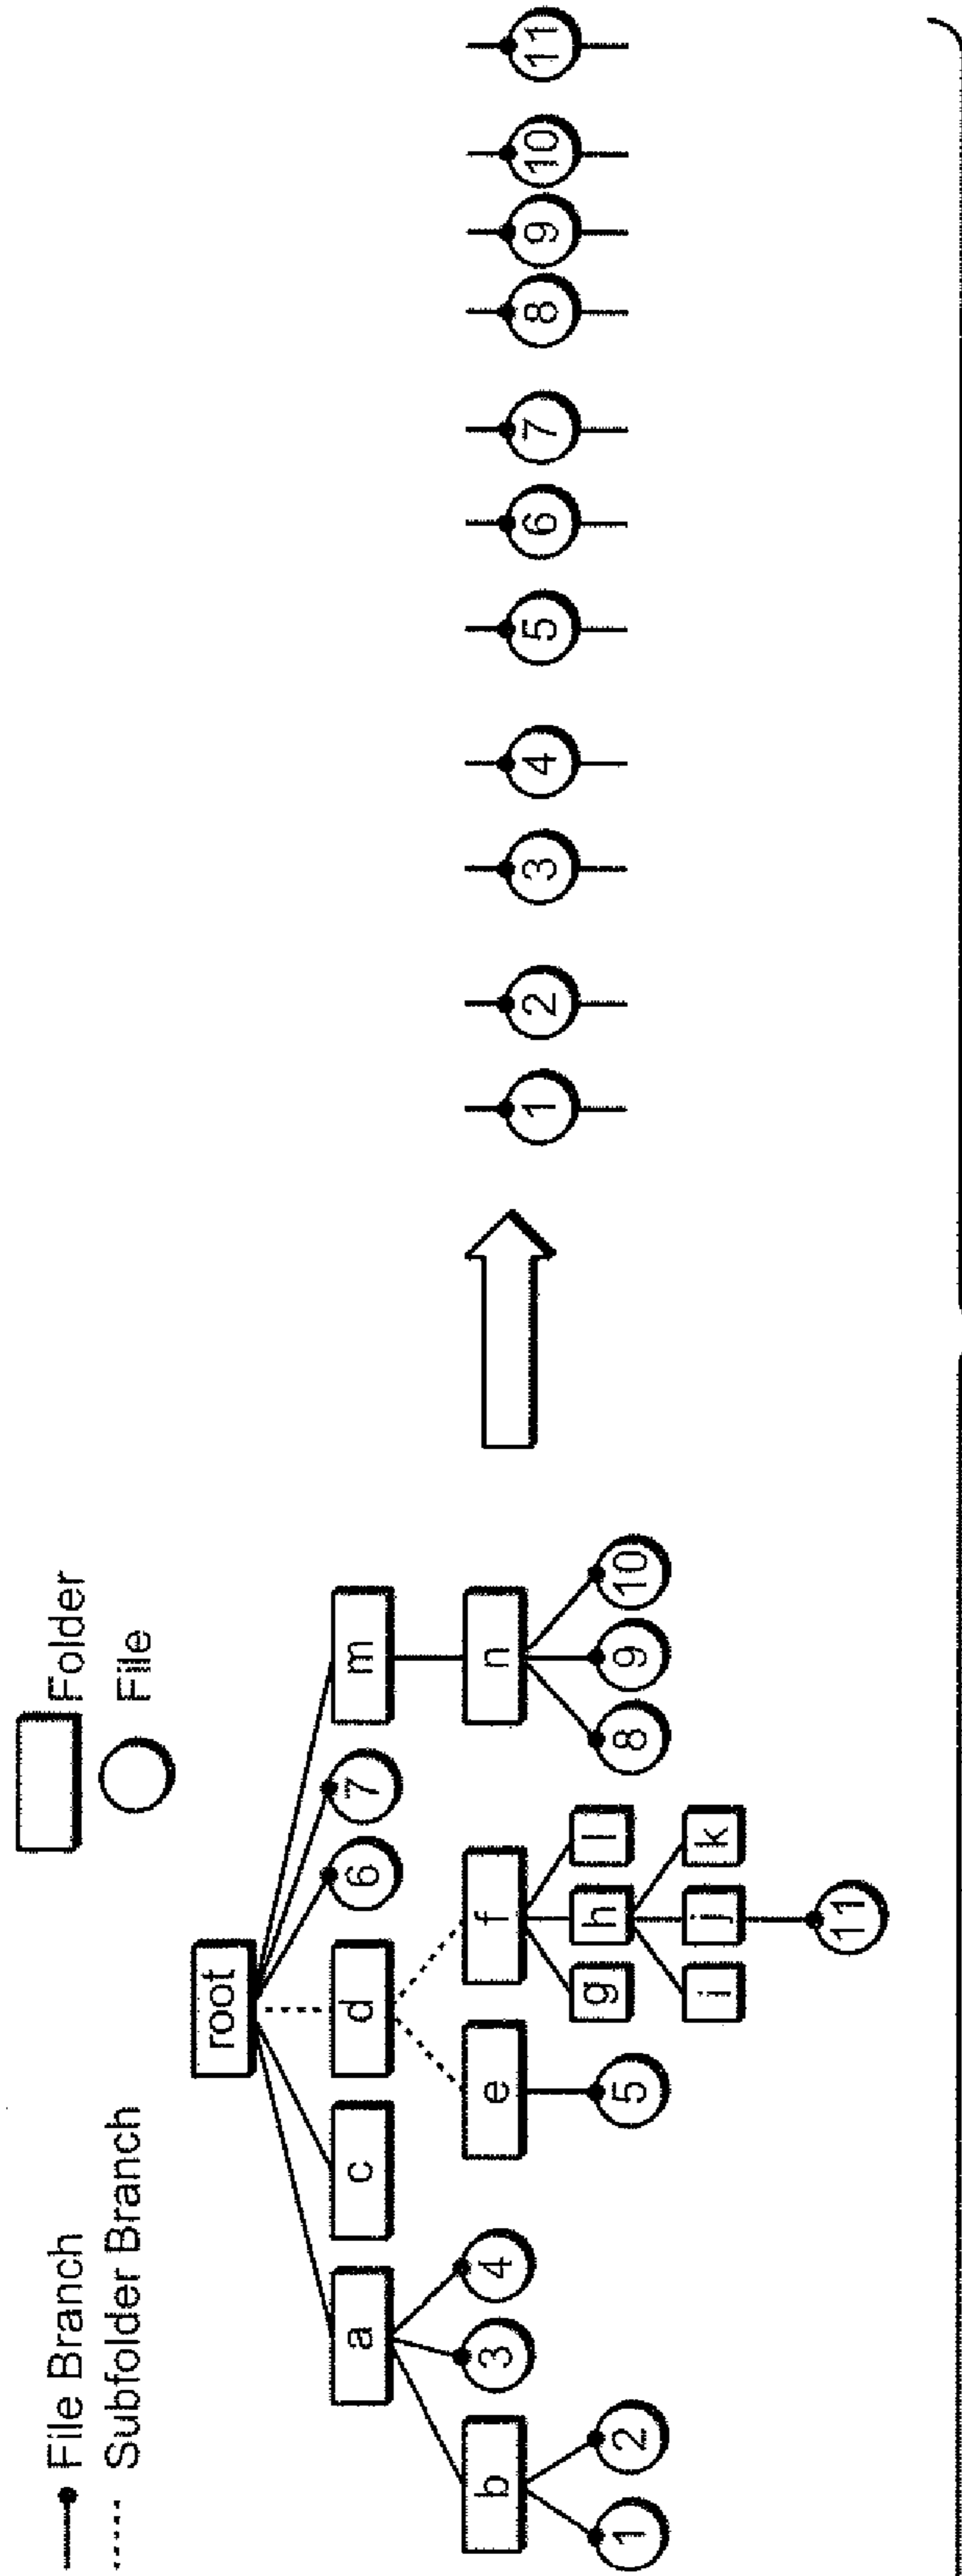 File Branch
Subfolder Branch
Folder
File
root
a c d 6 7 m
b 3 4 e f n
1 2 5 g h l 8 9 10
i j k
11
1 2 3 4 5 6 7 8 9 10 11